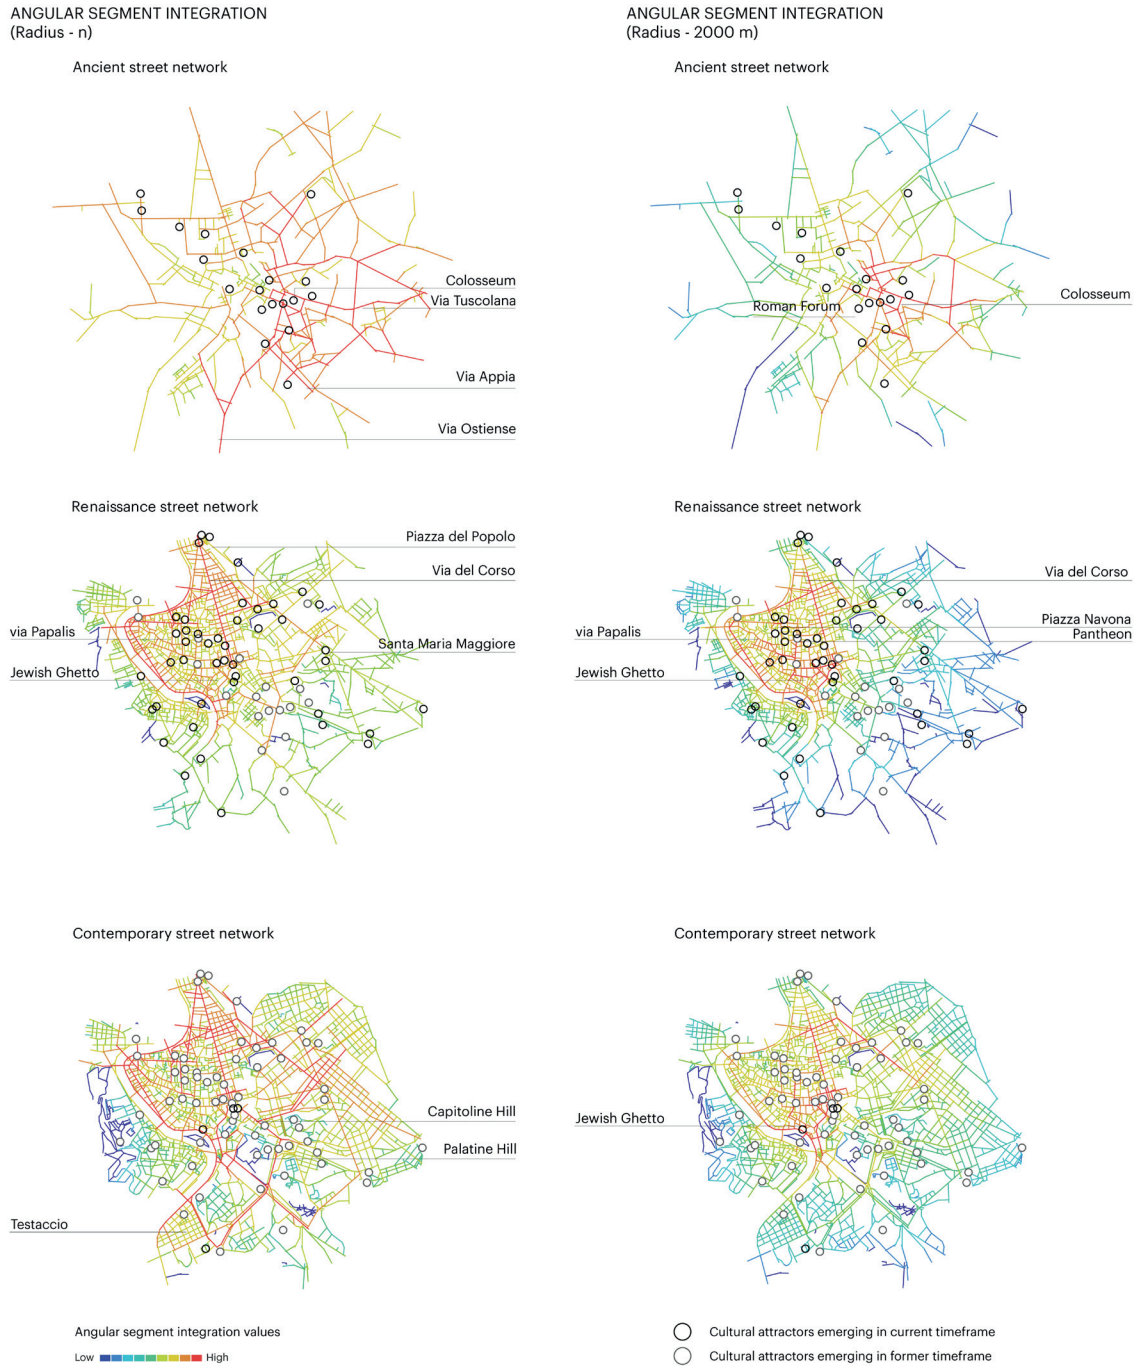 ANGULAR SEGMENT INTEGRATION
(Radius - n)
Ancient street network
Colosseum
Via Tuscolana
Via Appia
Via Ostiense
ANGULAR SEGMENT INTEGRATION
(Radius - 2000 m)
Ancient street network
Colosseum
Roman Forum
Renaissance street network
Piazza del Popolo
Via del Corso
via Papalis
Santa Maria Maggiore
Jewish Ghetto
Renaissance street network
Via del Corso
Piazza Navona
via Papalis
Pantheon
Jewish Ghetto
Contemporary street network
Capitoline Hill
Palatine Hill
Testaccio
Contemporary street network
Jewish Ghetto
Angular segment integration values
Low High
Cultural attractors emerging in current timeframe
Cultural attractors emerging in former timeframe